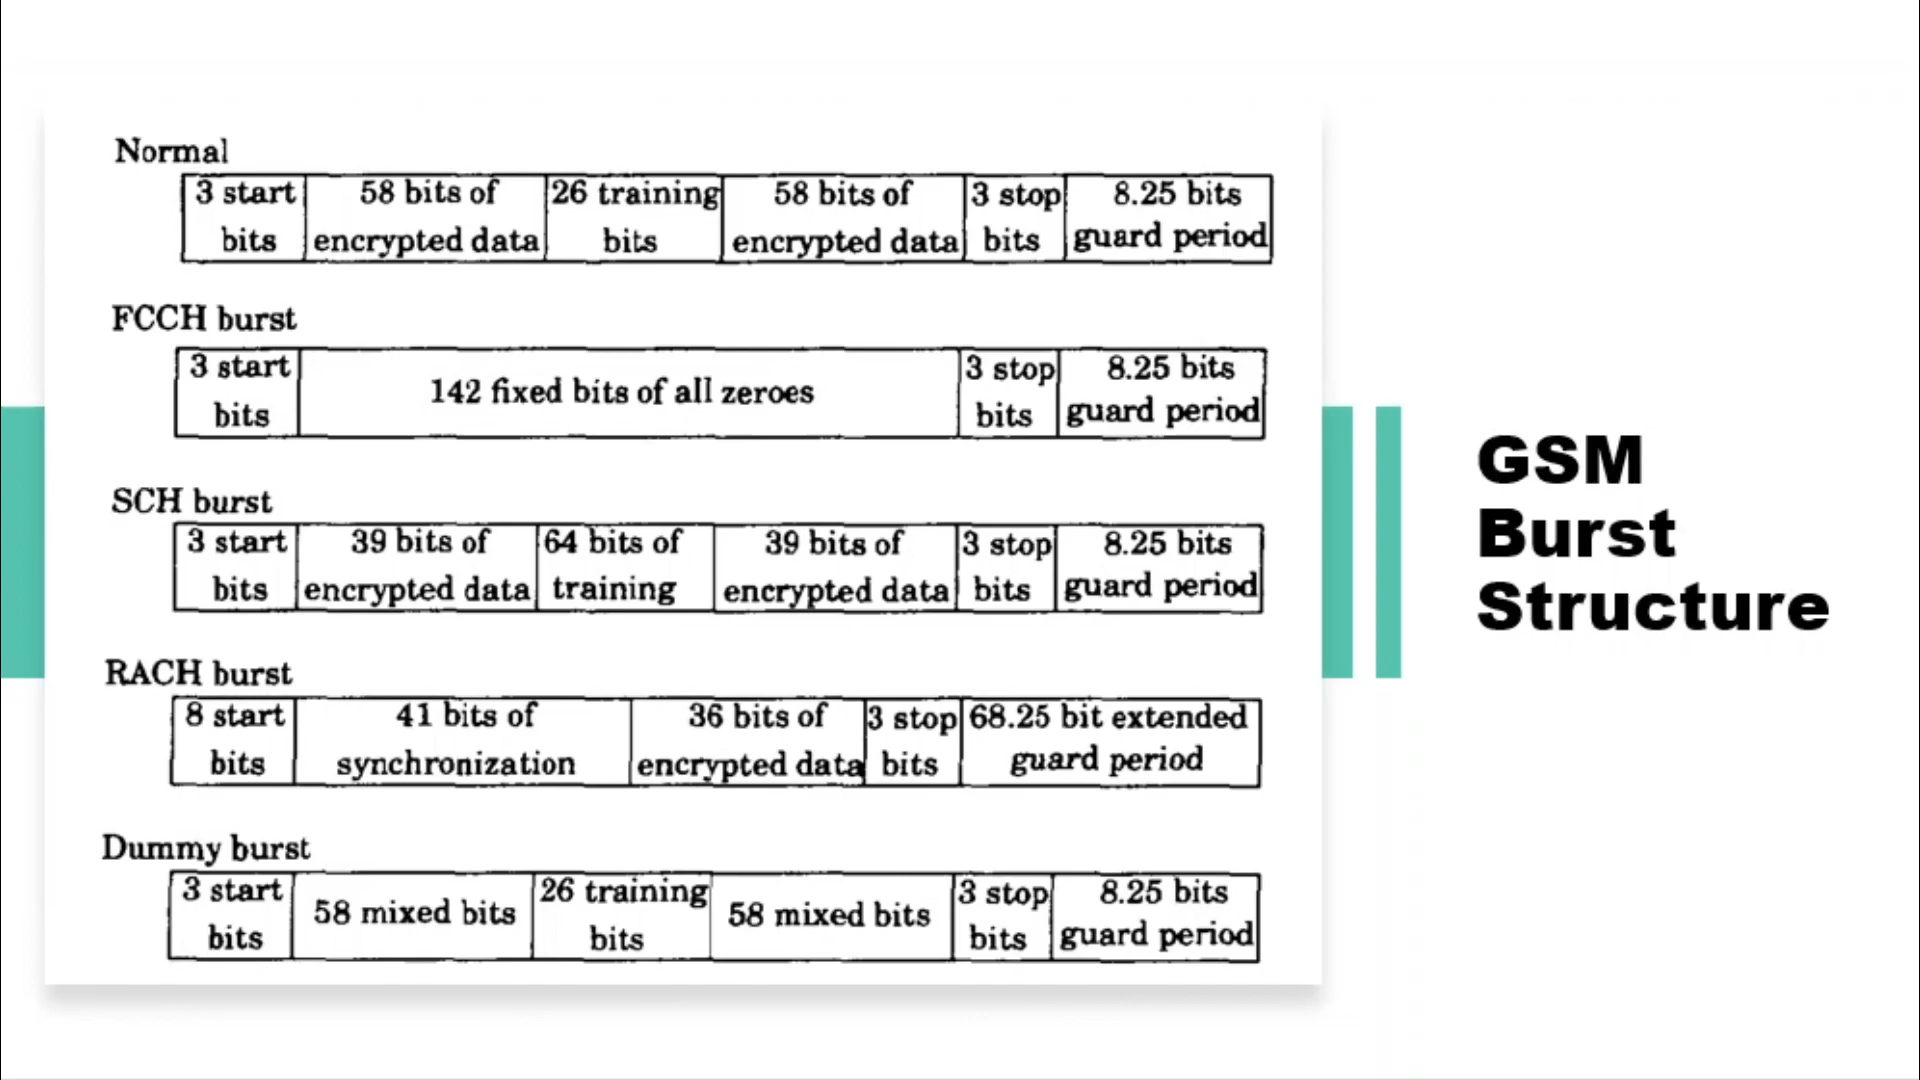 Normal
3 start 58 bits of 26 training 58 bits of 3 stop 8.25 bits
bits encrypted data bits encrypted data bits guard period
FCCH burst
3 start 142 fixed bits of all zeroes 3 stop 8.25 bits
bits bits guard period
SCH burst
3 start 39 bits of 64 bits of 39 bits of 3 stop 8.25 bits
bits encrypted data training encrypted data bits guard period
RACH burst
8 start 41 bits of 36 bits of 3 stop 68.25 bit extended
bits synchronization encrypted data bits guard period
Dummy burst
3 start 58 mixed bits 26 training 58 mixed bits 3 stop 8.25 bits
bits bits bits guard period
GSM
Burst
Structure